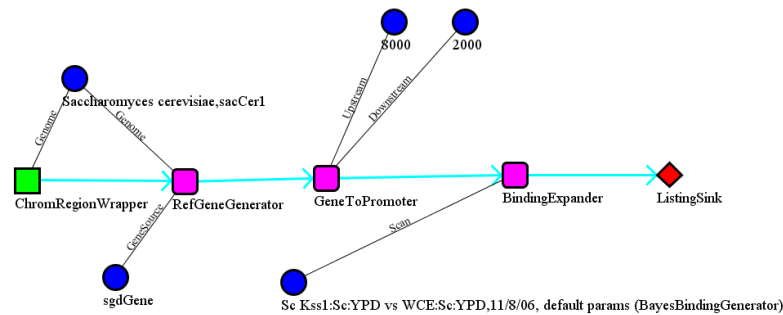 8000
2000
Upstream
Downstream
Saccharomyces cerevisiae,sacCer1
Genome
Genome
ChromRegionWrapper
RefGeneGenerator
GeneToPromoter
BindingExpander
ListingSink
GeneSource
Scan
sgdGene
Sc Kss1:Sc:YPD vs WCE:Sc:YPD,11/8/06, default params (BayesBindingGenerator)